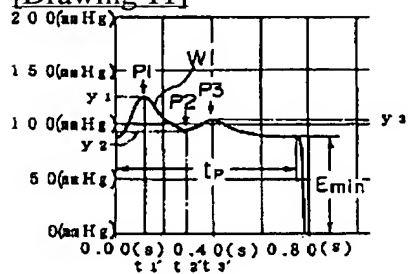 [Drawing 11]
200(mmHg)
150(mmHg)
W1
P1
y1
P2
P3
100(mmHg)
y3
y2
tP
50(mmHg)
Emin
0(mmHg)
0.00(s) 0.40(s) 0.80(s)
t1' t2' t3'